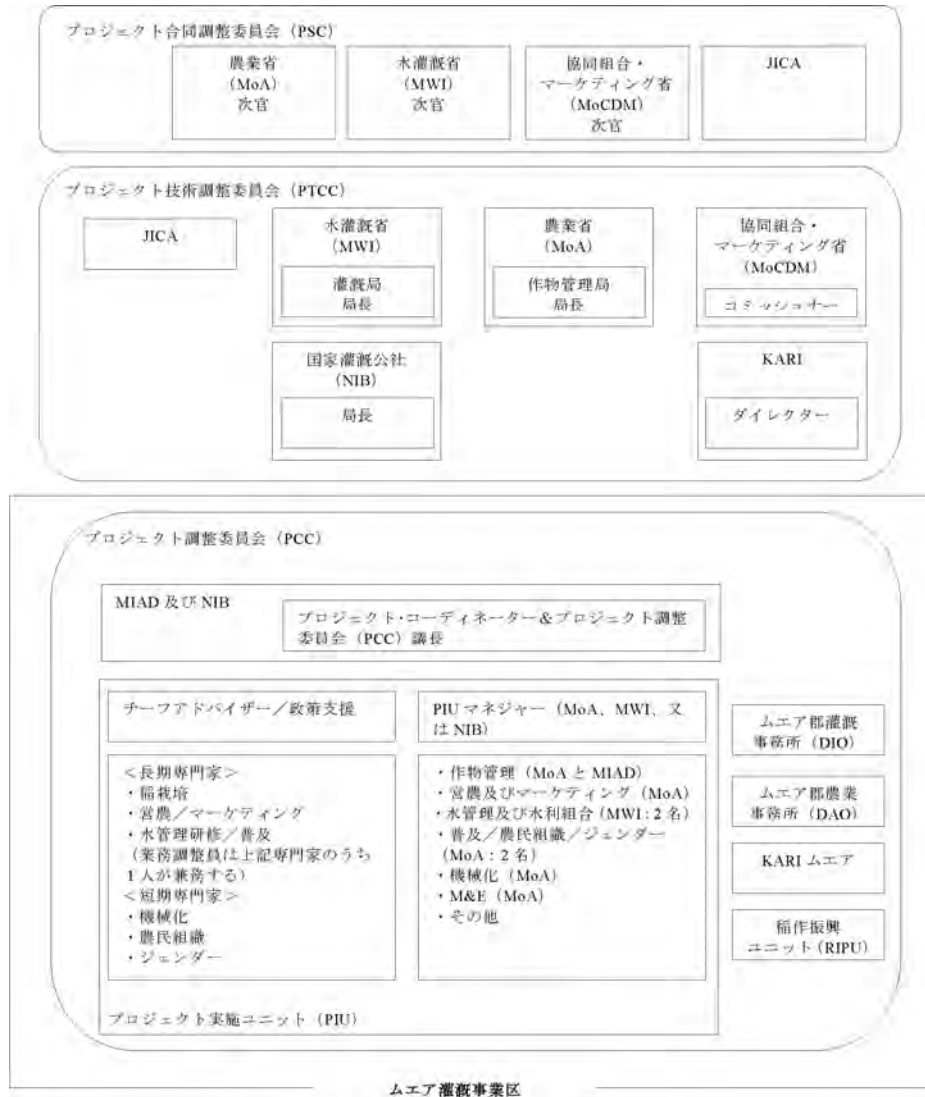 プロジェクト合同調整委員会（PSC）
農業省
（MoA）
次官
水灌漑省
（MWI）
次官
協同組合・
マーケティング省
（MoCDM）
次官
JICA
プロジェクト技術調整委員会（PTCC）
JICA
水灌漑省
（MWI）
灌漑局
局長
農業省
（MoA）
作物管理局
局長
協同組合・
マーケティング省
（MoCDM）
コミッショナー
国家灌漑公社
（NIB）
局長
KARI
ダイレクター
プロジェクト調整委員会（PCC）
MIAD 及び NIB
プロジェクト・コーディネーター＆プロジェクト調整
委員会（PCC）議長
チーフアドバイザー／政策支援
＜長期専門家＞
・稲栽培
・営農／マーケティング
・水管理研修／普及
（業務調整員は上記専門家のうち
1 人が兼務する）
＜短期専門家＞
・機械化
・農民組織
・ジェンダー
PIU マネジャー（MoA、MWI、又
は NIB）
・作物管理（MoA と MIAD）
・営農及びマーケティング（MoA）
・水管理及び水利組合（MWI：2 名）
・普及／農民組織／ジェンダー
（MoA：2 名）
・機械化（MoA）
・M&E（MoA）
・その他
プロジェクト実施ユニット（PIU）
ムエア郡灌漑
事務所（DIO）
ムエア郡農業
事務所（DAO）
KARI ムエア
稲作振興
ユニット（RIPU）
ムエア灌漑事業区